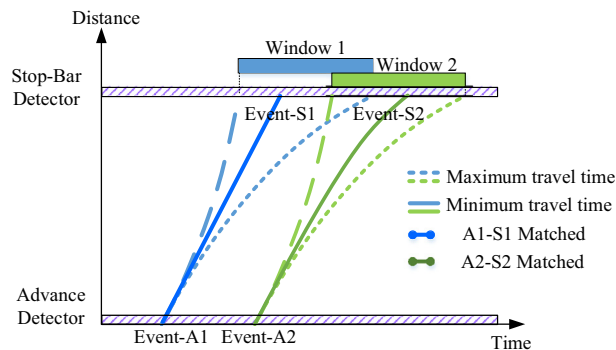 Distance
Window 1
Window 2
Stop-Bar
Detector
Event-S1
Event-S2
Maximum travel time
Minimum travel time
A1-S1 Matched
A2-S2 Matched
Advance
Detector
Event-A1
Event-A2
Time